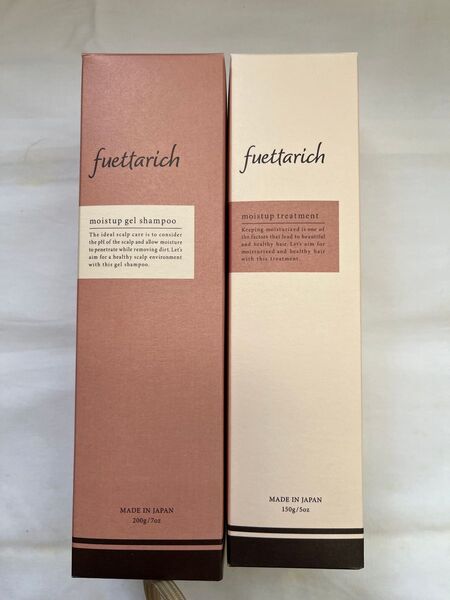 fuettarich
moistup gel shampoo
The ideal scalp care is to consider
the pH of the scalp and allow moisture
to penetrate while removing dirt. Let's
aim for a healthy scalp environment
with this gel shampoo.
MADE IN JAPAN
200g/7oz
fuettarich
moistup treatment
Keeping moisturized is one of
the factors that lead to beautiful
and healthy hair. Let's aim for
moisturized and healthy hair
with this treatment.
MADE IN JAPAN
150g/5oz